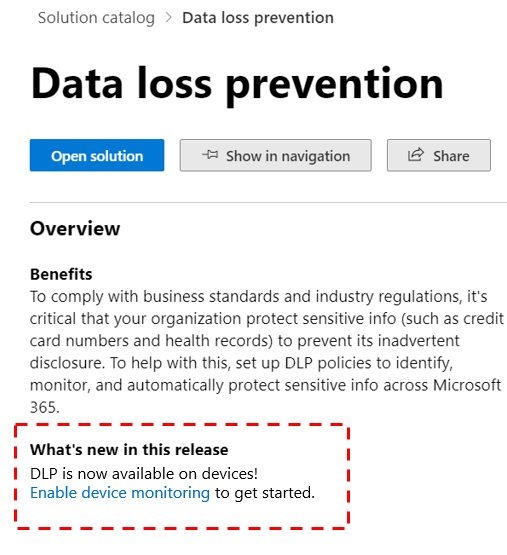 Solution catalog > Data loss prevention
Data loss prevention
Open solution
Show in navigation
Share
Overview
Benefits
To comply with business standards and industry regulations, it's
critical that your organization protect sensitive info (such as credit
card numbers and health records) to prevent its inadvertent
disclosure. To help with this, set up DLP policies to identify,
monitor, and automatically protect sensitive info across Microsoft
365.
What's new in this release
DLP is now available on devices!
Enable device monitoring to get started.